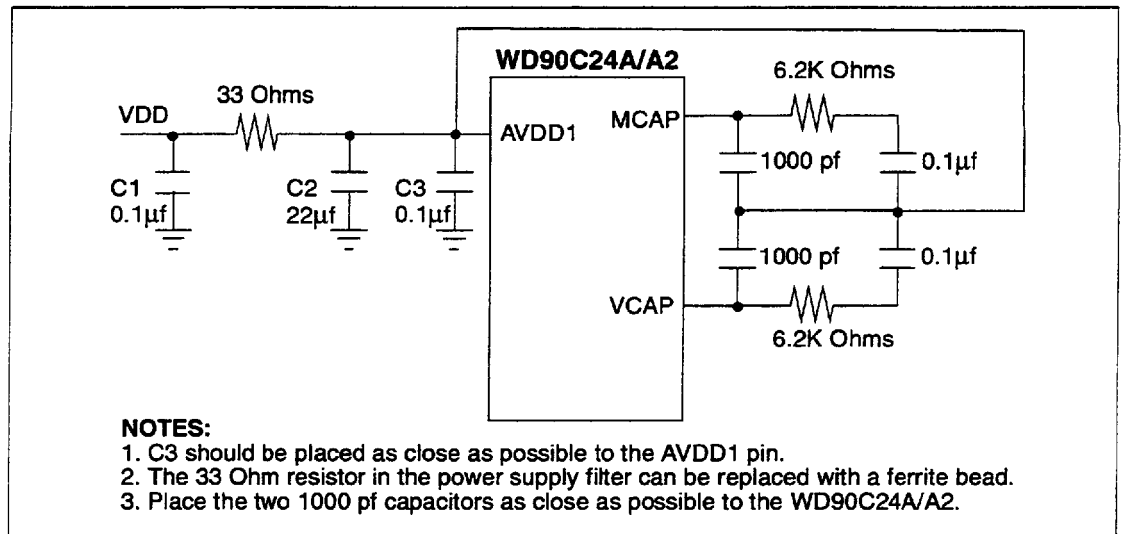 WD90C24A/A2
6.2K Ohms
33 Ohms
VDD
AVDD1
MCAP
1000 pf
0.1µf
C1
0.1µf
C2
22µf
C3
0.1µf
1000 pf
0.1µf
VCAP
6.2K Ohms
NOTES:
1. C3 should be placed as close as possible to the AVDD1 pin.
2. The 33 Ohm resistor in the power supply filter can be replaced with a ferrite bead.
3. Place the two 1000 pf capacitors as close as possible to the WD90C24A/A2.